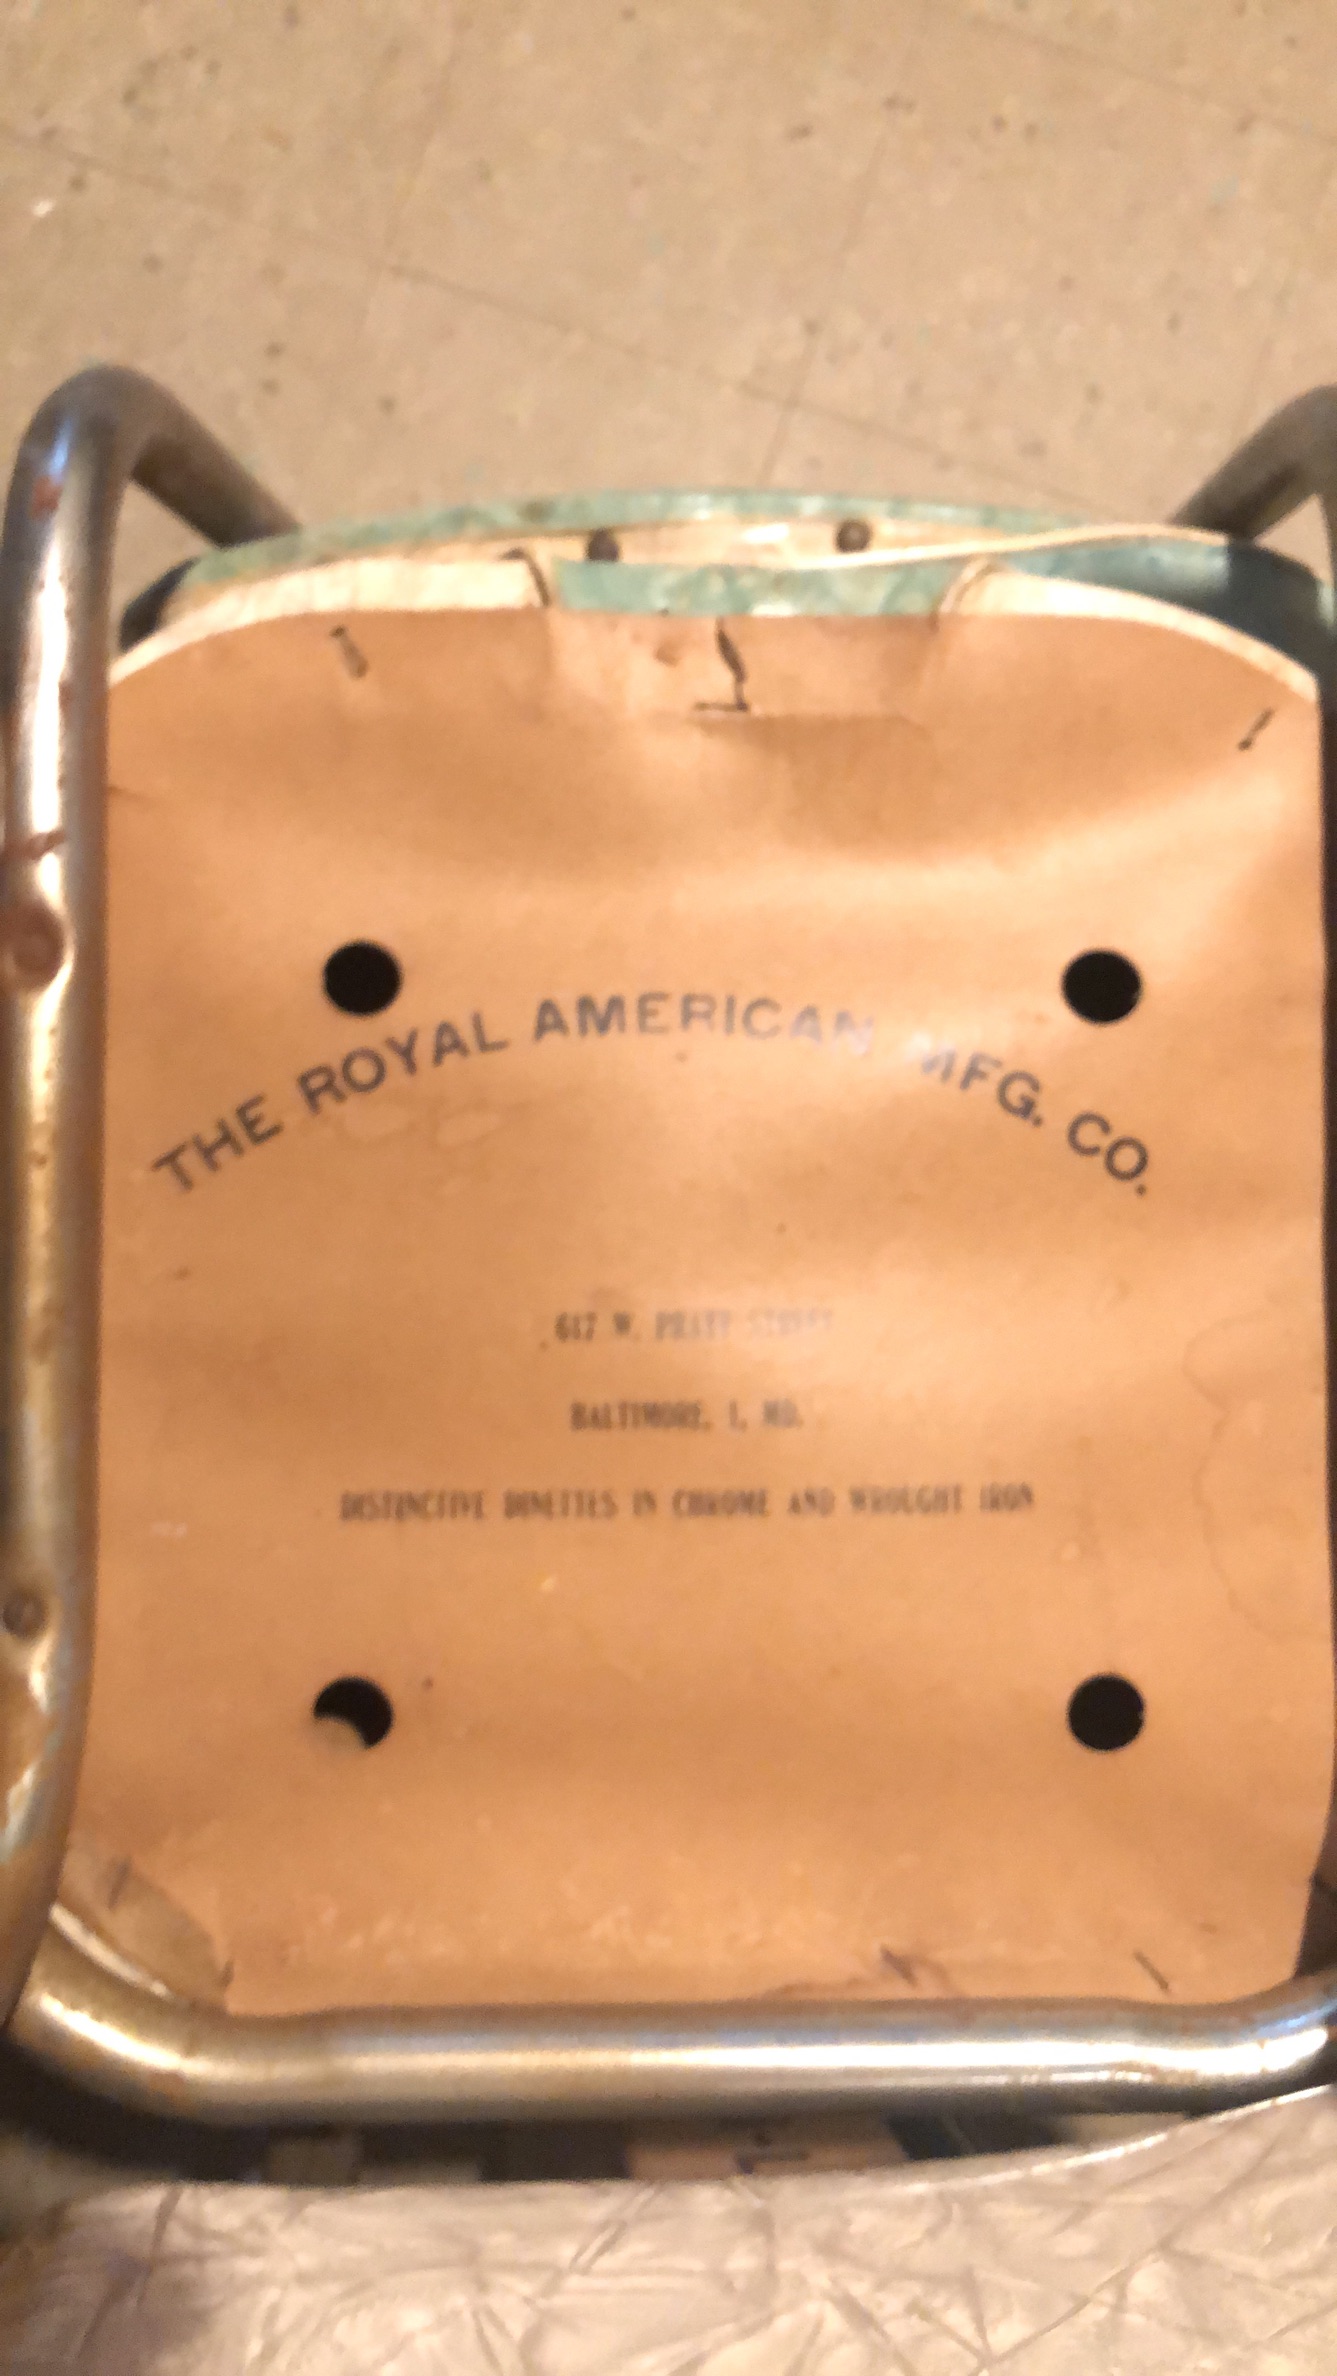 THE ROYAL AMERICAN MFG. CO.
617 W. PRATT STREET
BALTIMORE, 1, MD.
DISTINCTIVE DINETTES IN CHROME AND WROUGHT IRON